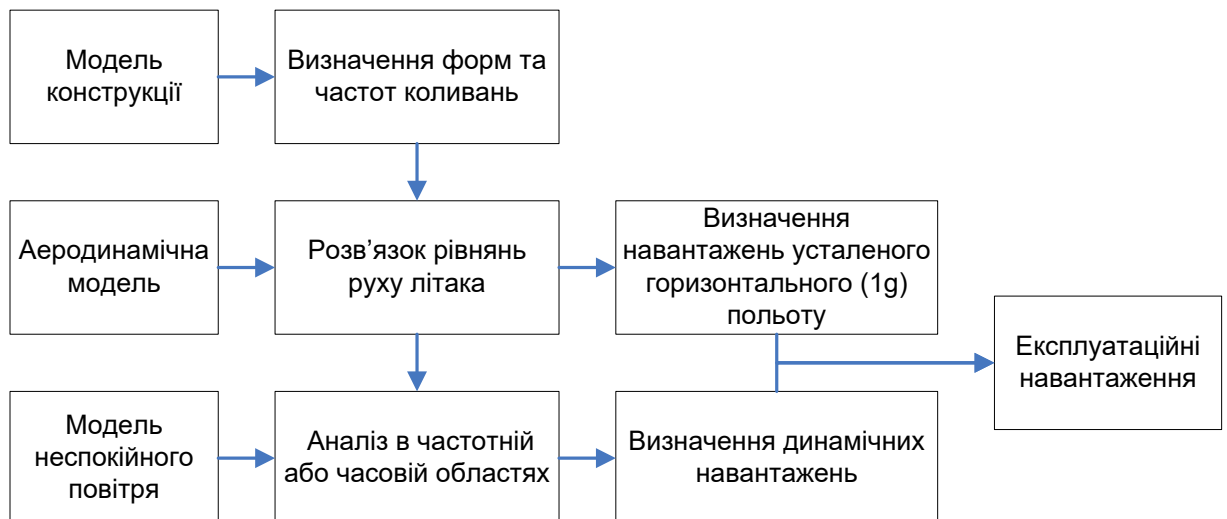 Модель
конструкції
Визначення форм та
частот коливань
Аеродинамічна
модель
Розв’язок рівнянь
руху літака
Визначення
навантажень усталеного
горизонтального (1g)
польоту
Експлуатаційні
навантаження
Модель
неспокійного
повітря
Аналіз в частотній
або часовій областях
Визначення динамічних
навантажень